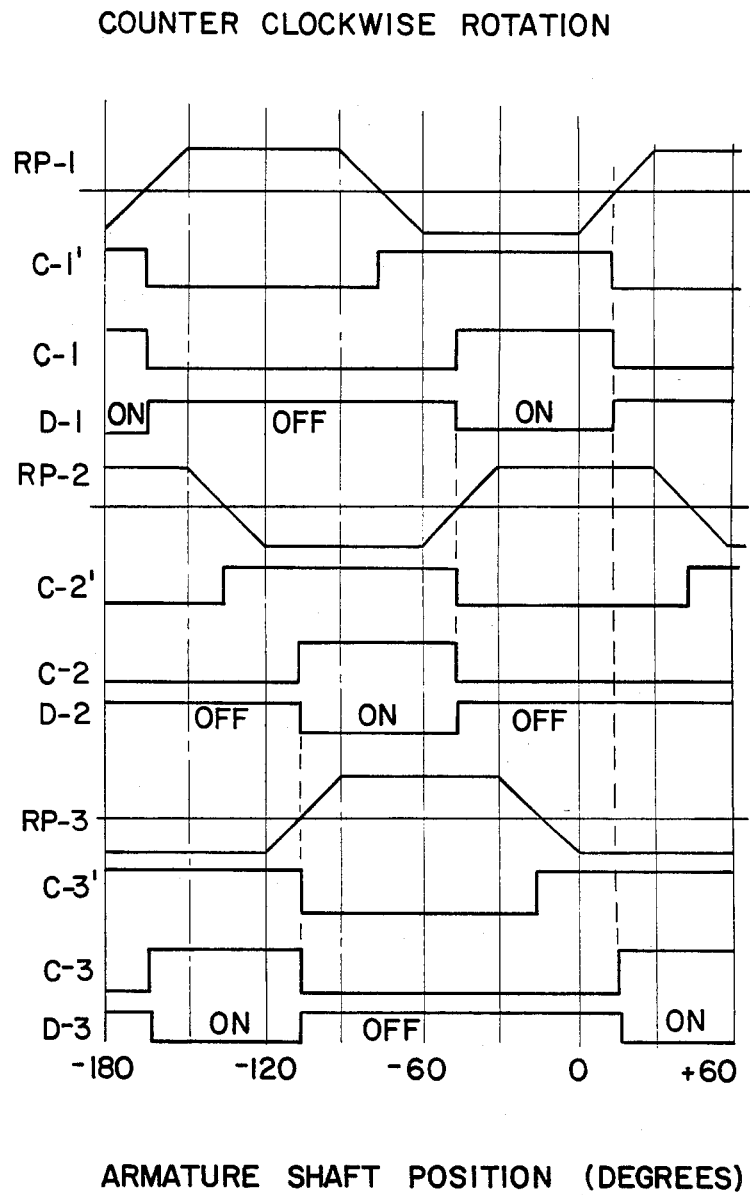 COUNTER CLOCKWISE ROTATION
RP-1
C-1'
C-1
D-1 ON OFF ON
RP-2
C-2'
C-2
D-2 OFF ON OFF
RP-3
C-3'
C-3
D-3 ON OFF ON
-180 -120 -60 0 +60
ARMATURE SHAFT POSITION (DEGREES)